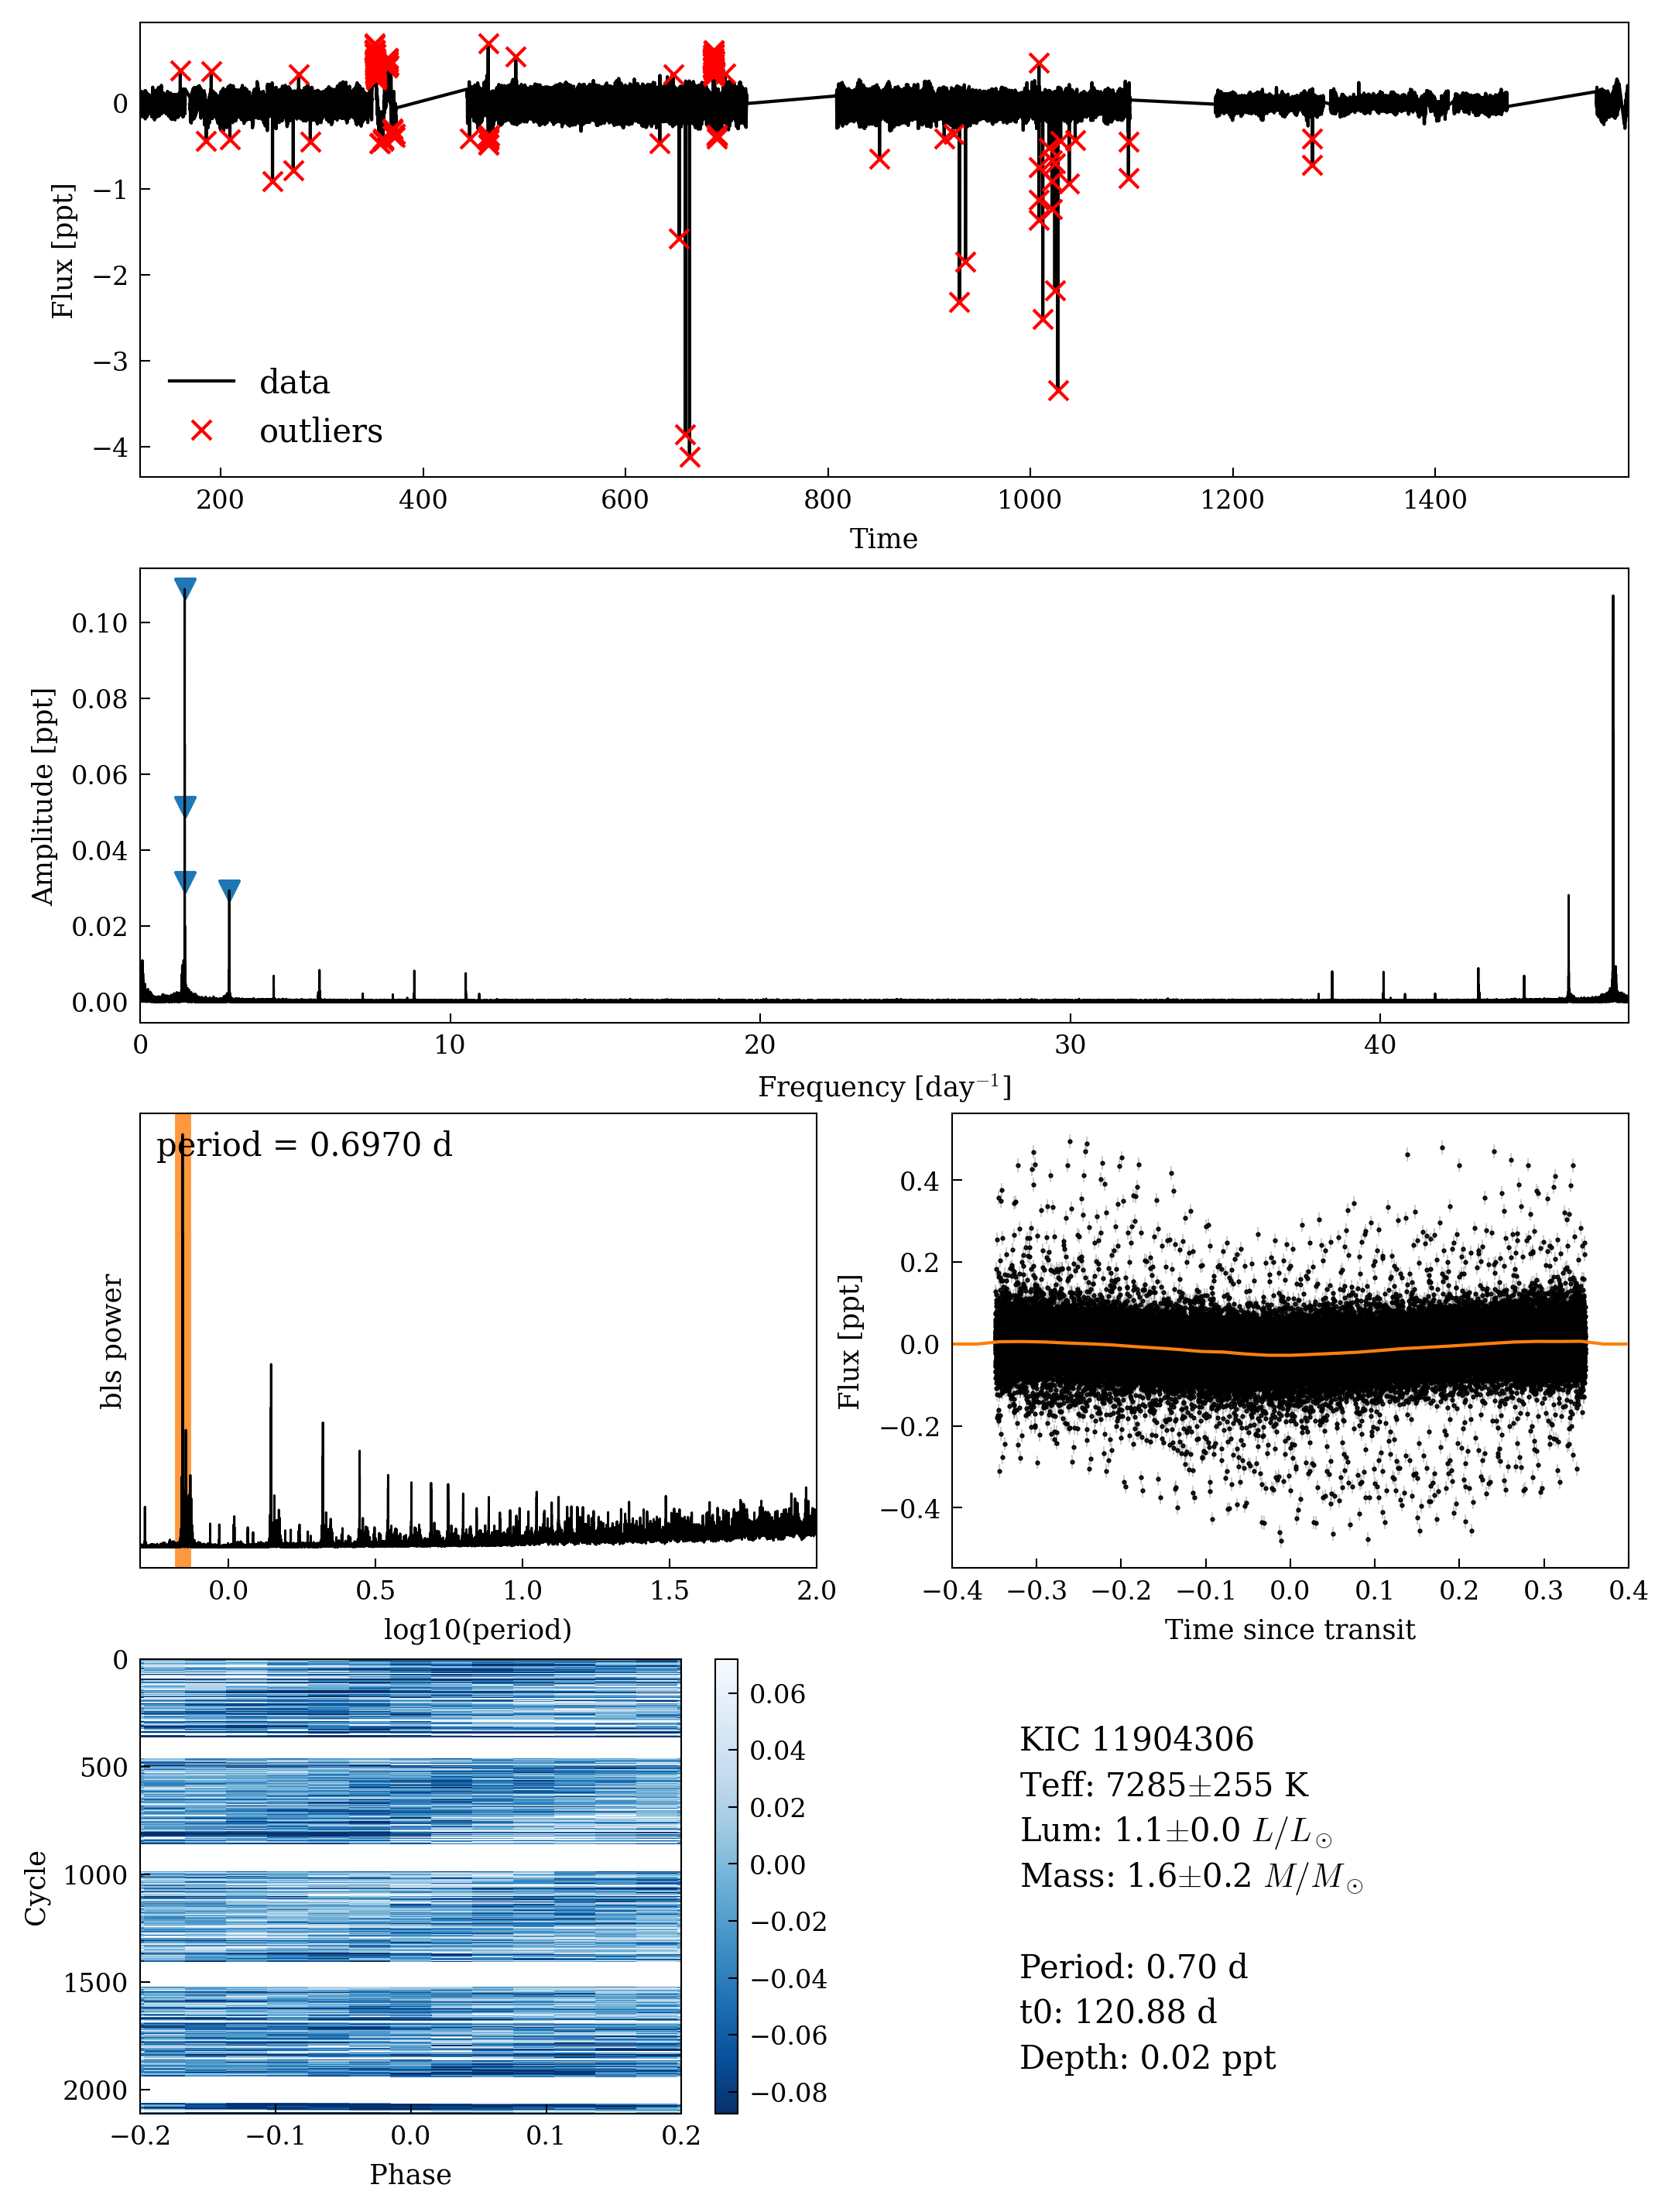 0
−1
−2
−3
−4
Flux [ppt]
data
outliers
200 400 600 800 1000 1200 1400
Time
0.10
0.08
0.06
0.04
0.02
0.00
Amplitude [ppt]
0 10 20 30 40
Frequency [day⁻¹]
period = 0.6970 d
bls power
0.0 0.5 1.0 1.5 2.0
log10(period)
0.4
0.2
0.0
−0.2
−0.4
Flux [ppt]
−0.4 −0.3 −0.2 −0.1 0.0 0.1 0.2 0.3 0.4
Time since transit
0
500
1000
1500
2000
Cycle
−0.2 −0.1 0.0 0.1 0.2
Phase
0.06
0.04
0.02
0.00
−0.02
−0.04
−0.06
−0.08
KIC 11904306
Teff: 7285±255 K
Lum: 1.1±0.0 L/L⊙
Mass: 1.6±0.2 M/M⊙
Period: 0.70 d
t0: 120.88 d
Depth: 0.02 ppt